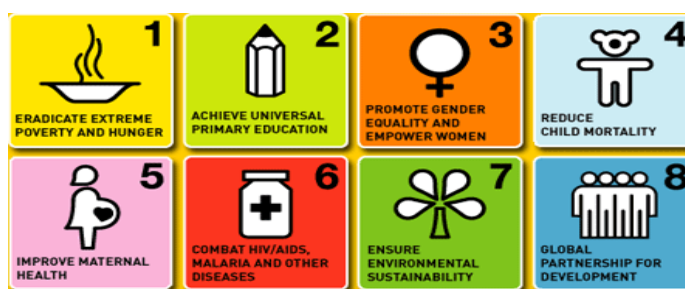 1
ERADICATE EXTREME
POVERTY AND HUNGER
2
ACHIEVE UNIVERSAL
PRIMARY EDUCATION
3
PROMOTE GENDER
EQUALITY AND
EMPOWER WOMEN
4
REDUCE
CHILD MORTALITY
5
IMPROVE MATERNAL
HEALTH
6
COMBAT HIV/AIDS,
MALARIA AND OTHER
DISEASES
7
ENSURE
ENVIRONMENTAL
SUSTAINABILITY
8
GLOBAL
PARTNERSHIP FOR
DEVELOPMENT